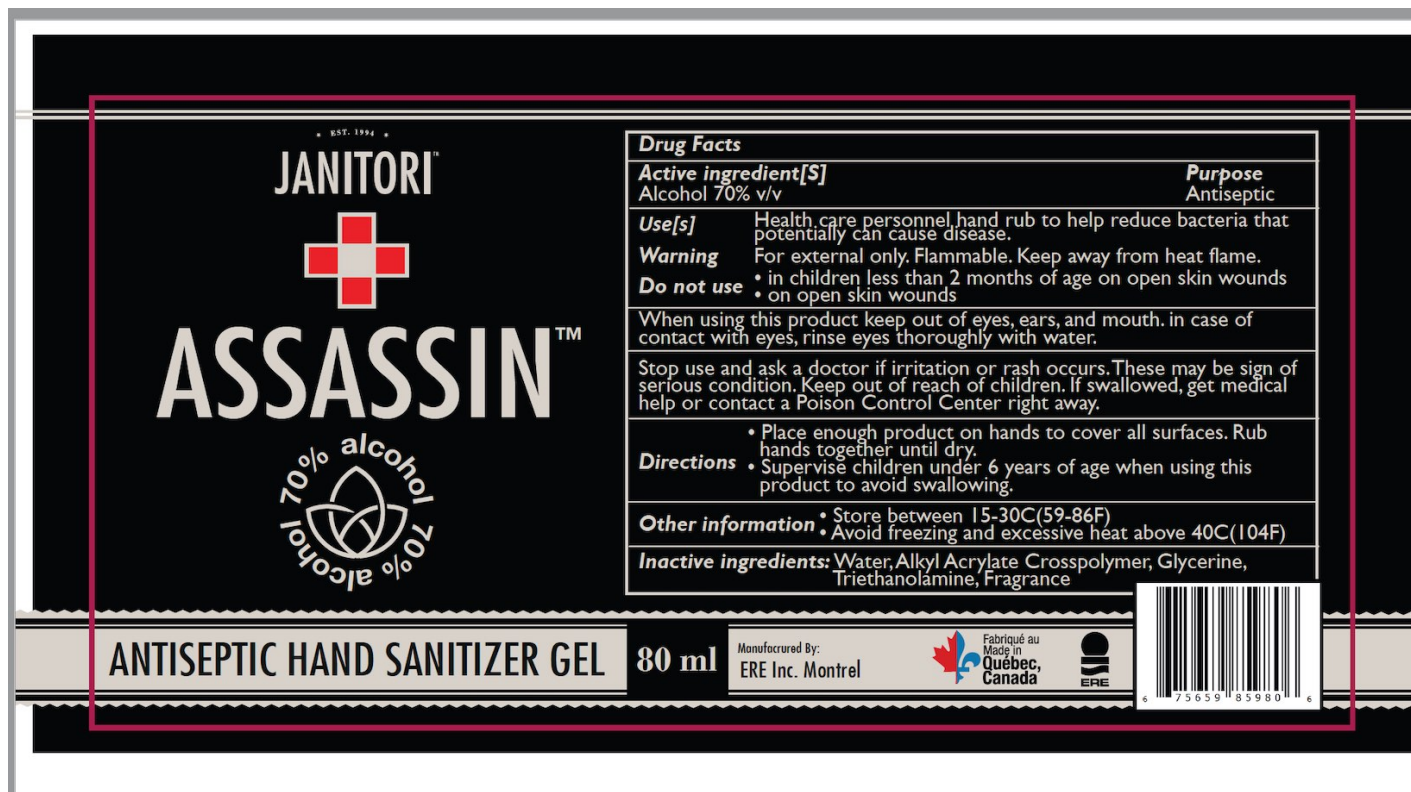 EST. 1994
JANITORI™
ASSASSIN™
70% alcohol 70% alcohol
Drug Facts
Active ingredient[S] Purpose
Alcohol 70% v/v Antiseptic
Use[s] Health care personnel hand rub to help reduce bacteria that
potentially can cause disease.
Warning For external only. Flammable. Keep away from heat flame.
Do not use • in children less than 2 months of age on open skin wounds
• on open skin wounds
When using this product keep out of eyes, ears, and mouth. in case of
contact with eyes, rinse eyes thoroughly with water.
Stop use and ask a doctor if irritation or rash occurs. These may be sign of
serious condition. Keep out of reach of children. If swallowed, get medical
help or contact a Poison Control Center right away.
Directions • Place enough product on hands to cover all surfaces. Rub
hands together until dry.
• Supervise children under 6 years of age when using this
product to avoid swallowing.
Other information • Store between 15-30C(59-86F)
• Avoid freezing and excessive heat above 40C(104F)
Inactive ingredients: Water, Alkyl Acrylate Crosspolymer, Glycerine,
Triethanolamine, Fragrance
ANTISEPTIC HAND SANITIZER GEL
80 ml
Manufacrured By:
ERE Inc. Montrel
Fabriqué au
Made in
Québec,
Canada
ERE
6 75659 85980 6